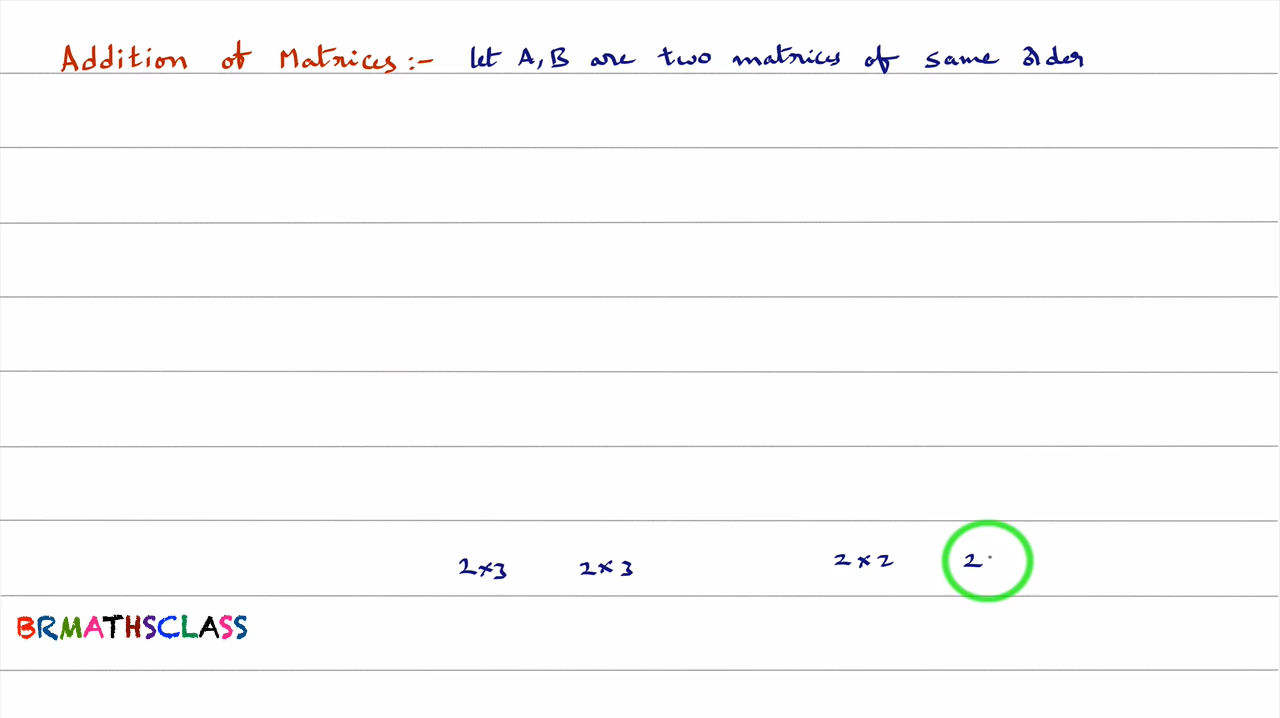 Addition of Matrices:- let A, B are two matrices of same order
2×3 2×3 2×2 2
BRMATHSCLASS